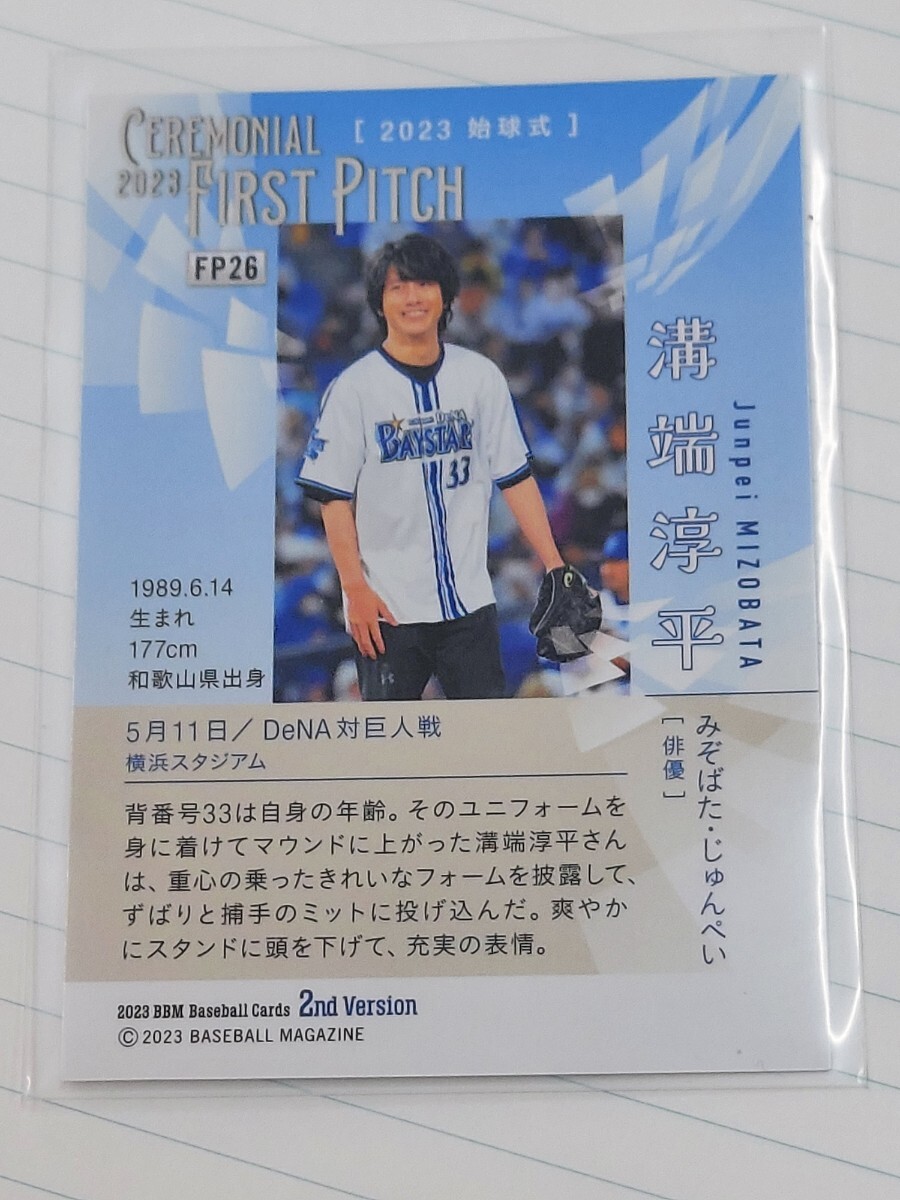 CEREMONIAL
2023 FIRST PITCH
[ 2023 始球式 ]
FP26
DeNA
BAYSTARS
33
溝端淳平
Junpei MIZOBATA
みぞばた・じゅんぺい
[ 俳優 ]
1989.6.14
生まれ
177cm
和歌山県出身
5月11日／DeNA対巨人戦
横浜スタジアム
背番号33は自身の年齢。そのユニフォームを
身に着けてマウンドに上がった溝端淳平さん
は、重心の乗ったきれいなフォームを披露して、
ずばりと捕手のミットに投げ込んだ。爽やか
にスタンドに頭を下げて、充実の表情。
2023 BBM Baseball Cards 2nd Version
© 2023 BASEBALL MAGAZINE